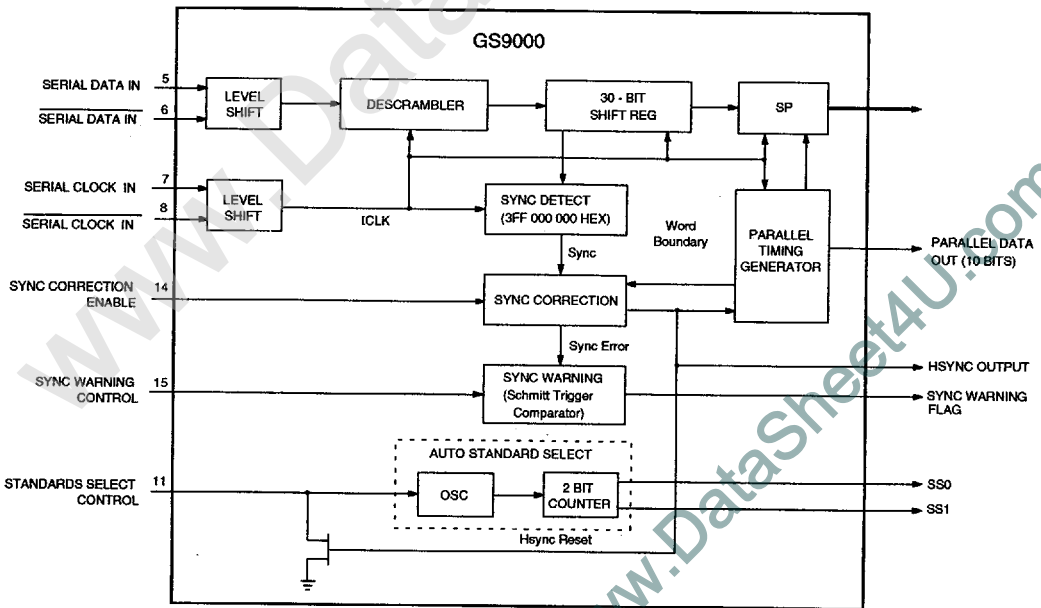 GS9000
SERIAL DATA IN 5
SERIAL DATA IN 6
LEVEL
SHIFT
DESCRAMBLER
30 - BIT
SHIFT REG
SP
SERIAL CLOCK IN 7
SERIAL CLOCK IN 8
LEVEL
SHIFT
ICLK
SYNC DETECT
(3FF 000 000 HEX)
Word
Boundary
PARALLEL
TIMING
GENERATOR
PARALLEL DATA
OUT (10 BITS)
Sync
SYNC CORRECTION
ENABLE
14
SYNC CORRECTION
Sync Error
HSYNC OUTPUT
SYNC WARNING
CONTROL
15
SYNC WARNING
(Schmitt Trigger
Comparator)
SYNC WARNING
FLAG
AUTO STANDARD SELECT
STANDARDS SELECT
CONTROL
11
OSC
2 BIT
COUNTER
SS0
SS1
Hsync Reset
www.Data
www.DataSheet4U.com